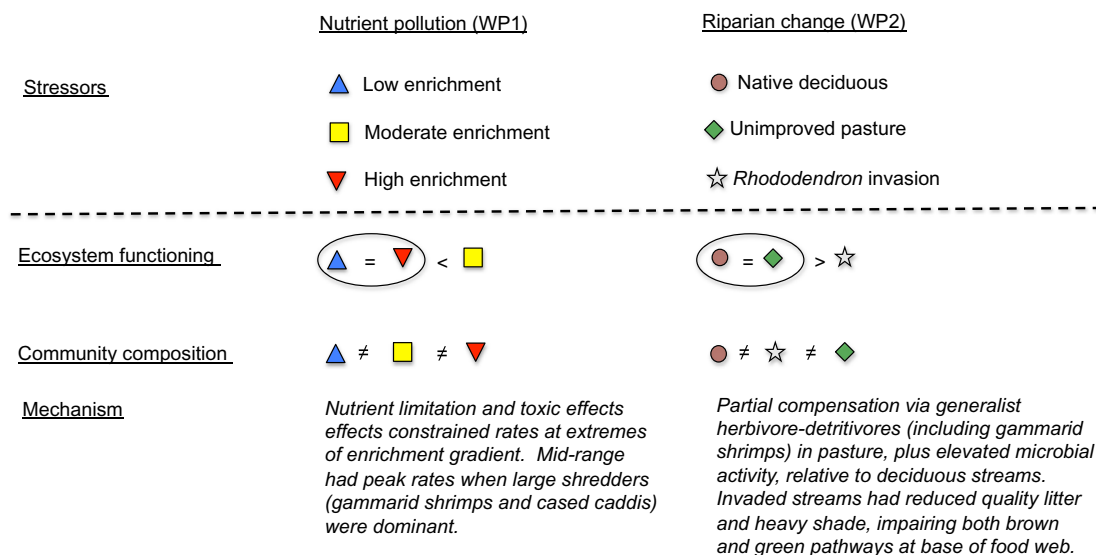 Nutrient pollution (WP1)
Riparian change (WP2)
Stressors
Low enrichment
Native deciduous
Moderate enrichment
Unimproved pasture
High enrichment
Rhododendron invasion
Ecosystem functioning
= <
= >
Community composition
≠ ≠
≠ ≠
Mechanism
Nutrient limitation and toxic effects
effects constrained rates at extremes
of enrichment gradient. Mid-range
had peak rates when large shredders
(gammarid shrimps and cased caddis)
were dominant.
Partial compensation via generalist
herbivore-detritivores (including gammarid
shrimps) in pasture, plus elevated microbial
activity, relative to deciduous streams.
Invaded streams had reduced quality litter
and heavy shade, impairing both brown
and green pathways at base of food web.